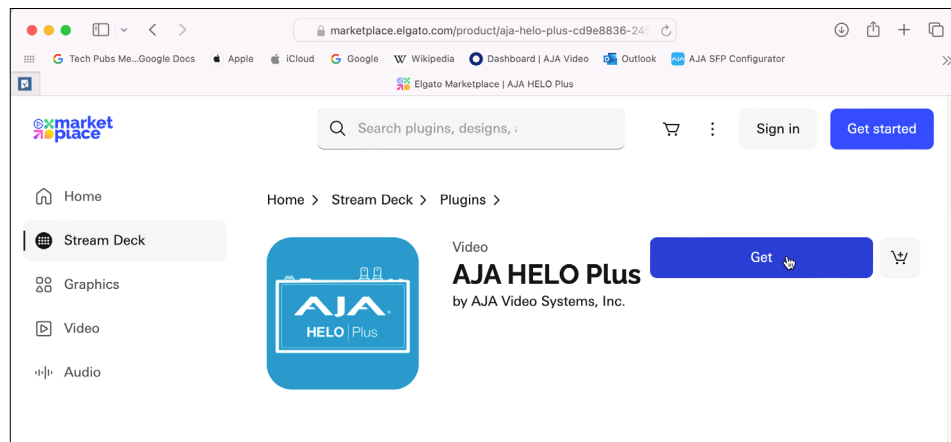 marketplace.elgato.com/product/aja-helo-plus-cd9e8836-245
Tech Pubs Me...Google Docs Apple iCloud Google Wikipedia Dashboard | AJA Video Outlook AJA SFP Configurator
Elgato Marketplace | AJA HELO Plus
market
place
Search plugins, designs, 
Sign in
Get started
Home
Stream Deck
Graphics
Video
Audio
Home > Stream Deck > Plugins >
AJA
HELO | Plus
Video
AJA HELO Plus
by AJA Video Systems, Inc.
Get